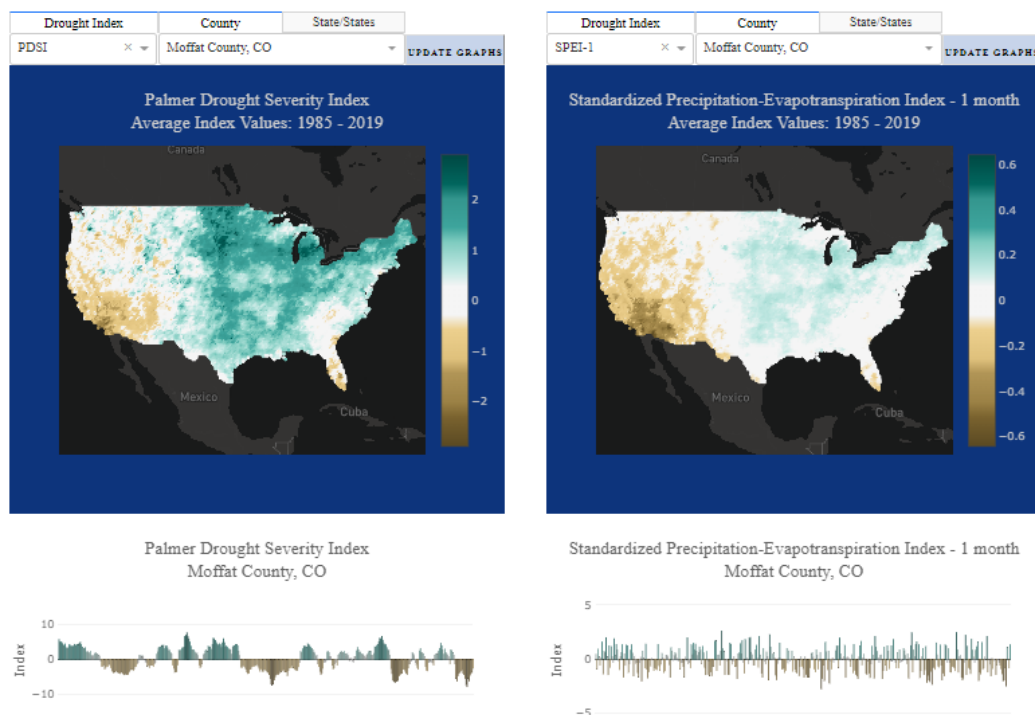 Drought Index
County
State/States
PDSI
×
Moffat County, CO
UPDATE GRAPHS
Palmer Drought Severity Index
Average Index Values: 1985 - 2019
Canada
Mexico
Cuba
2
1
0
−1
−2
Palmer Drought Severity Index
Moffat County, CO
Index
10
0
−10
Drought Index
County
State/States
SPEI-1
×
Moffat County, CO
UPDATE GRAPHS
Standardized Precipitation-Evapotranspiration Index - 1 month
Average Index Values: 1985 - 2019
Canada
Mexico
Cuba
0.6
0.4
0.2
0
−0.2
−0.4
−0.6
Standardized Precipitation-Evapotranspiration Index - 1 month
Moffat County, CO
Index
5
0
−5